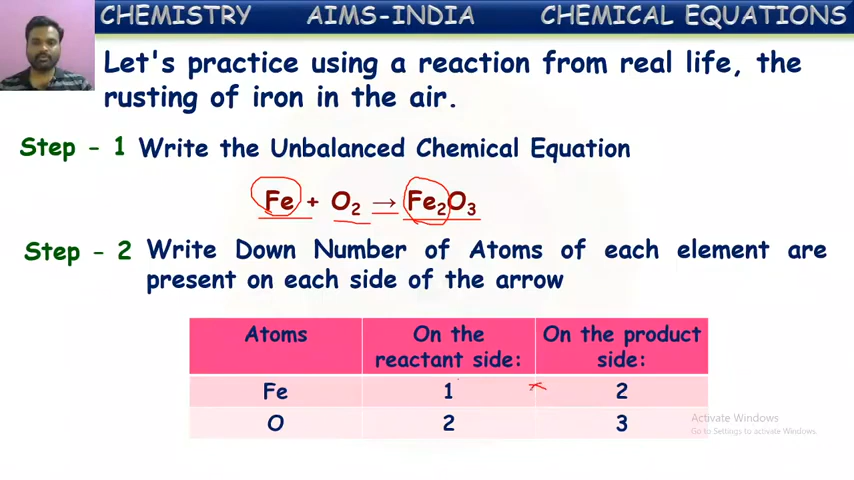 CHEMISTRY AIMS-INDIA CHEMICAL EQUATIONS
Let's practice using a reaction from real life, the
rusting of iron in the air.
Step - 1 Write the Unbalanced Chemical Equation
Fe + O₂ → Fe₂O₃
Step - 2 Write Down Number of Atoms of each element are
present on each side of the arrow
Atoms On the reactant side: On the product side:
Fe 1 2
O 2 3
Activate Windows
Go to Settings to activate Windows.